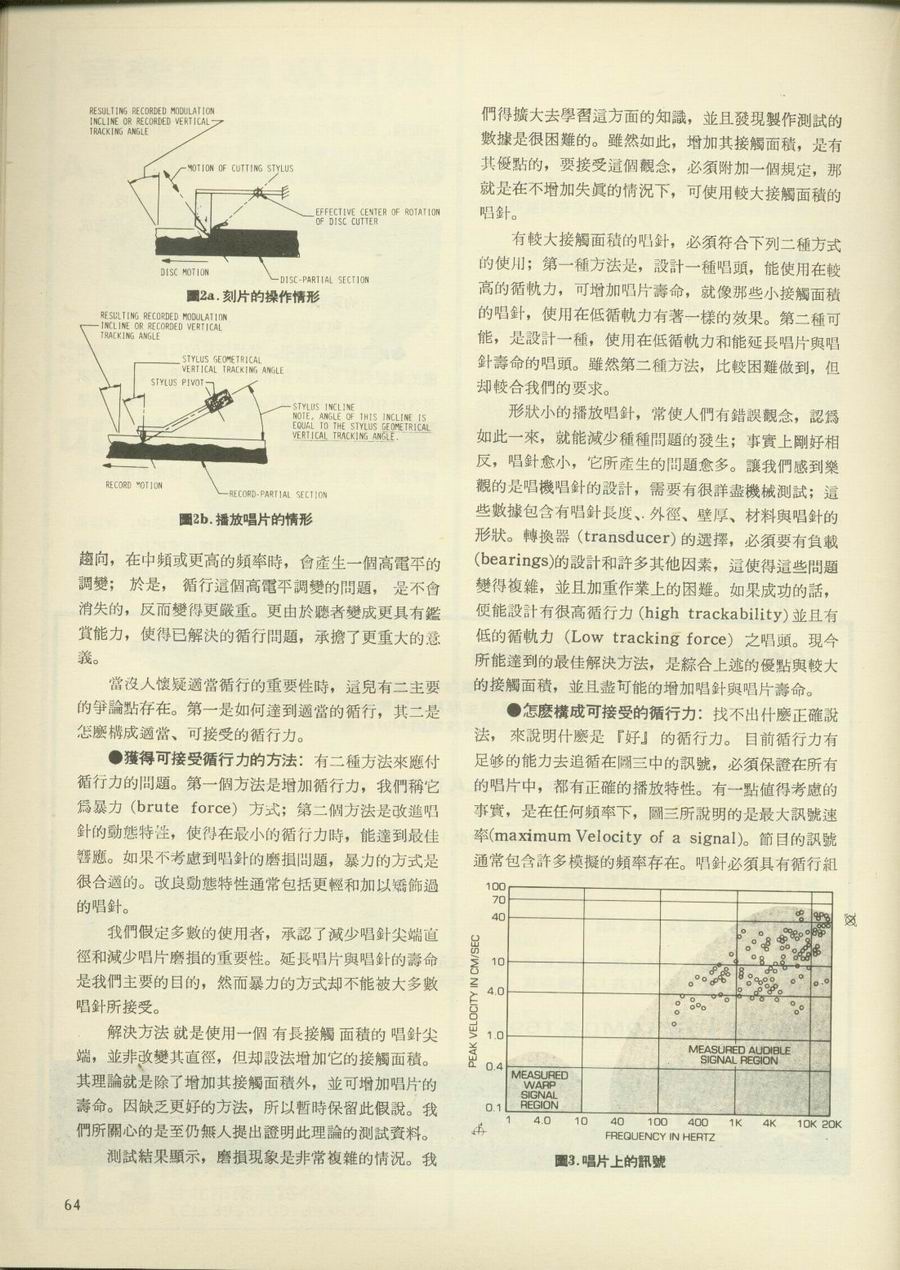 RESULTING RECORDED MODULATION
INCLINE OR RECORDED VERTICAL
TRACKING ANGLE
MOTION OF CUTTING STYLUS
EFFECTIVE CENTER OF ROTATION
OF DISC CUTTER
DISC MOTION
DISC-PARTIAL SECTION
圖2a.刻片的操作情形
RESULTING RECORDED MODULATION
INCLINE OR RECORDED VERTICAL
TRACKING ANGLE
STYLUS GEOMETRICAL
VERTICAL TRACKING ANGLE
STYLUS PIVOT
STYLUS INCLINE
NOTE, ANGLE OF THIS INCLINE IS
EQUAL TO THE STYLUS GEOMETRICAL
VERTICAL TRACKING ANGLE.
RECORD MOTION
RECORD-PARTIAL SECTION
圖2b.播放唱片的情形
趨向，在中頻或更高的頻率時，會產生一個高電平的
調變；於是，循行這個高電平調變的問題，是不會
消失的，反而變得更嚴重。更由於聽者變成更具有鑑
賞能力，使得已解決的循行問題，承擔了更重大的意
義。
當沒人懷疑適當循行的重要性時，這兒有二主要
的爭論點存在。第一是如何達到適當的循行，其二是
怎麼構成適當、可接受的循行力。
●獲得可接受循行力的方法：有二種方法來應付
循行力的問題。第一個方法是增加循行力，我們稱它
爲暴力 (brute force) 方式；第二個方法是改進唱
針的動態特性，使得在最小的循行力時，能達到最佳
響應。如果不考慮到唱針的磨損問題，暴力的方式是
很合適的。改良動態特性通常包括更輕和加以矯飾過
的唱針。
我們假定多數的使用者，承認了減少唱針尖端直
徑和減少唱片磨損的重要性。延長唱片與唱針的壽命
是我們主要的目的，然而暴力的方式却不能被大多數
唱針所接受。
解決方法 就是使用一個 有長接觸 面積的 唱針尖
端，並非改變其直徑，但却設法增加它的接觸面積。
其理論就是除了增加其接觸面積外，並可增加唱片的
壽命。因缺乏更好的方法，所以暫時保留此假說。我
們所關心的是至仍無人提出證明此理論的測試資料。
測試結果顯示，磨損現象是非常複雜的情況。我
64
們得擴大去學習這方面的知識，並且發現製作測試的
數據是很困難的。雖然如此，增加其接觸面積，是有
其優點的，要接受這個觀念，必須附加一個規定，那
就是在不增加失眞的情況下，可使用較大接觸面積的
唱針。
有較大接觸面積的唱針，必須符合下列二種方式
的使用；第一種方法是，設計一種唱頭，能使用在較
高的循軌力，可增加唱片壽命，就像那些小接觸面積
的唱針，使用在低循軌力有著一樣的效果。第二種可
能，是設計一種，使用在低循軌力和能延長唱片與唱
針壽命的唱頭。雖然第二種方法，比較困難做到，但
却較合我們的要求。
形狀小的播放唱針，常使人們有錯誤觀念，認爲
如此一來，就能減少種種問題的發生；事實上剛好相
反，唱針愈小，它所產生的問題愈多。讓我們感到樂
觀的是唱機唱針的設計，需要有很詳盡機械測試；這
些數據包含有唱針長度、外徑、壁厚、材料與唱針的
形狀。轉換器 (transducer) 的選擇，必須要有負載
(bearings)的設計和許多其他因素，這使得這些問題
變得複雜，並且加重作業上的困難。如果成功的話，
便能設計有很高循行力 (high trackability) 並且有
低的循軌力 (Low tracking force) 之唱頭。現今
所能達到的最佳解決方法，是綜合上述的優點與較大
的接觸面積，並且盡可能的增加唱針與唱片壽命。
●怎麼構成可接受的循行力：找不出什麼正確說
法，來說明什麼是『好』的循行力。目前循行力有
足够的能力去追循在圖三中的訊號，必須保證在所有
的唱片中，都有正確的播放特性。有一點値得考慮的
事實，是在任何頻率下，圖三所說明的是最大訊號速
率(maximum Velocity of a signal)。節目的訊號
通常包含許多模擬的頻率存在。唱針必須具有循行組
PEAK VELOCITY IN CM/SEC
100
70
40
10
4.0
1.0
0.4
0.1
MEASURED AUDIBLE
SIGNAL REGION
MEASURED
WARP
SIGNAL
REGION
1 4.0 10 40 100 400 1K 4K 10K 20K
FREQUENCY IN HERTZ
圖3.唱片上的訊號